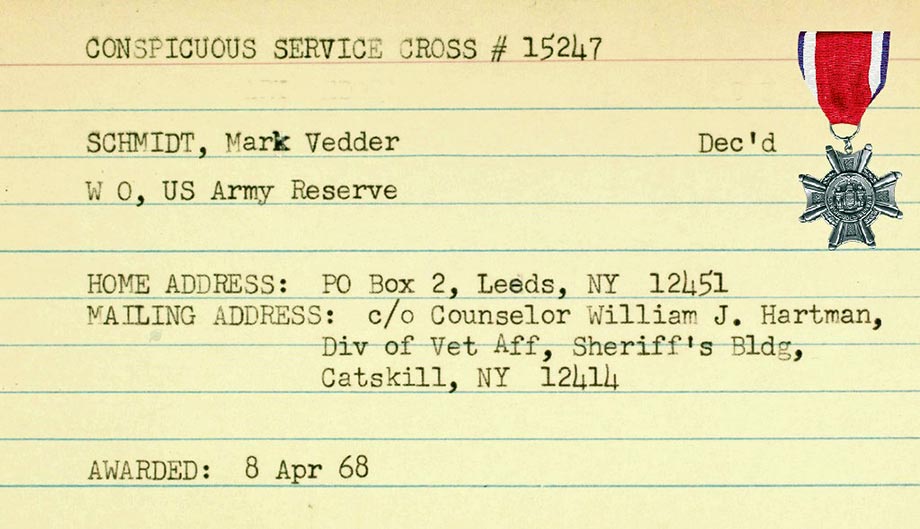 CONSPICUOUS SERVICE CROSS # 15247
SCHMIDT, Mark Vedder Dec'd
W O, US Army Reserve
HOME ADDRESS: PO Box 2, Leeds, NY 12451
MAILING ADDRESS: c/o Counselor William J. Hartman,
Div of Vet Aff, Sheriff's Bldg,
Catskill, NY 12414
AWARDED: 8 Apr 68